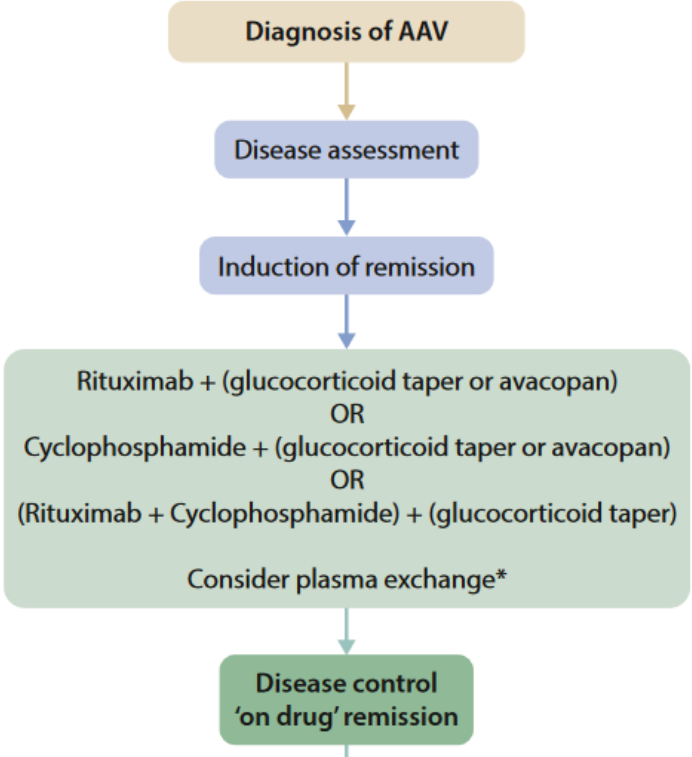 Diagnosis of AAV
Disease assessment
Induction of remission
Rituximab + (glucocorticoid taper or avacopan)
OR
Cyclophosphamide + (glucocorticoid taper or avacopan)
OR
(Rituximab + Cyclophosphamide) + (glucocorticoid taper)
Consider plasma exchange*
Disease control
‘on drug’ remission